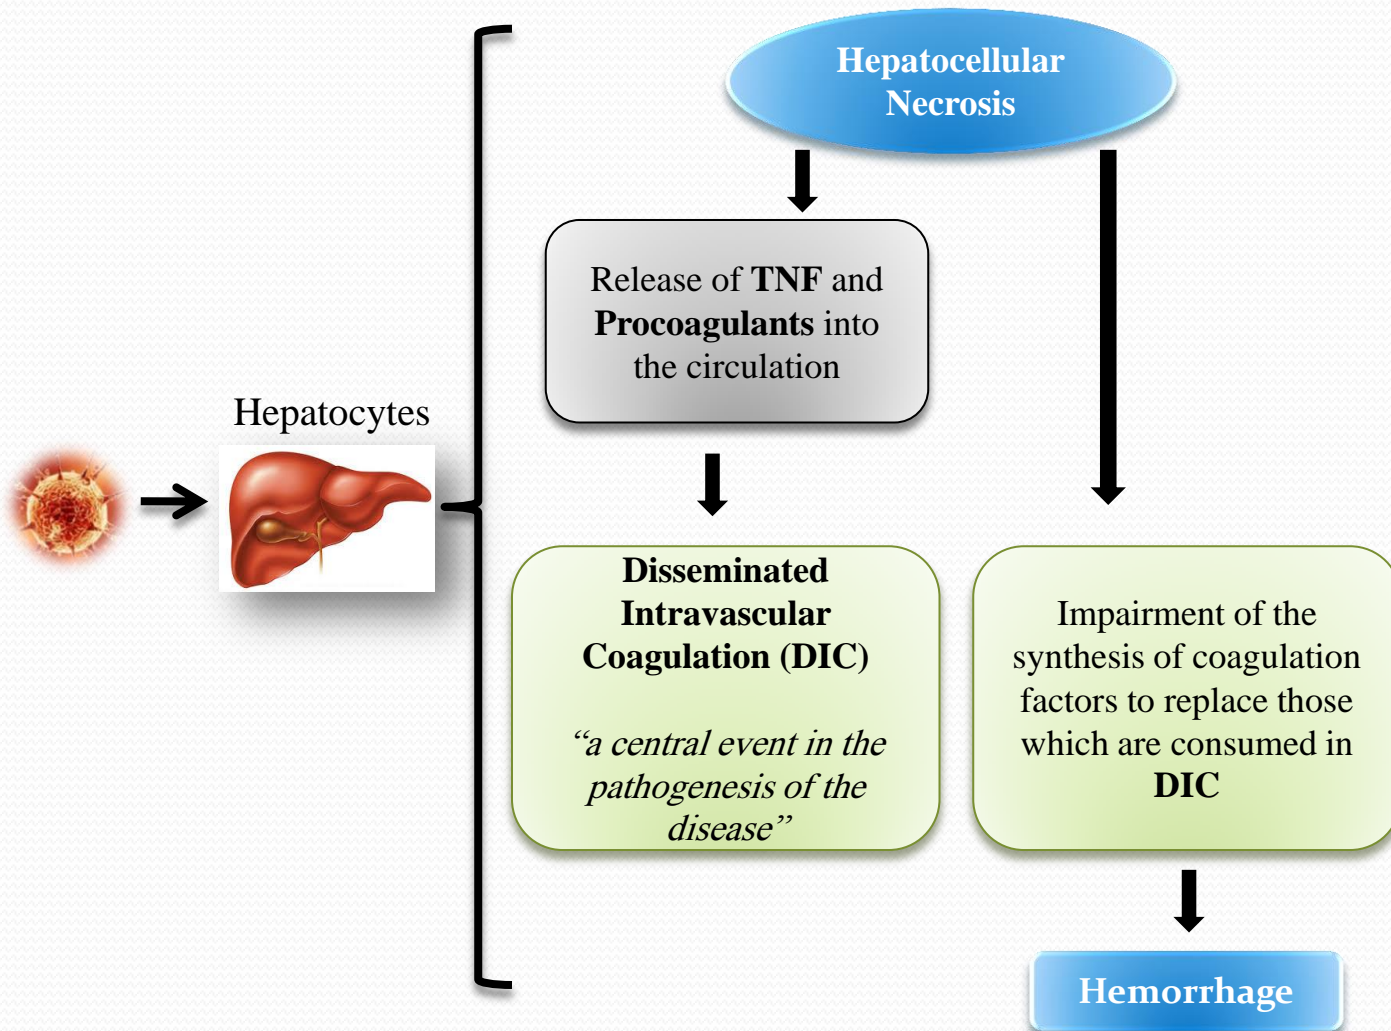 Hepatocellular
Necrosis
Release of TNF and
Procoagulants into
the circulation
Hepatocytes
Disseminated
Intravascular
Coagulation (DIC)
“a central event in the
pathogenesis of the
disease”
Impairment of the
synthesis of coagulation
factors to replace those
which are consumed in
DIC
Hemorrhage